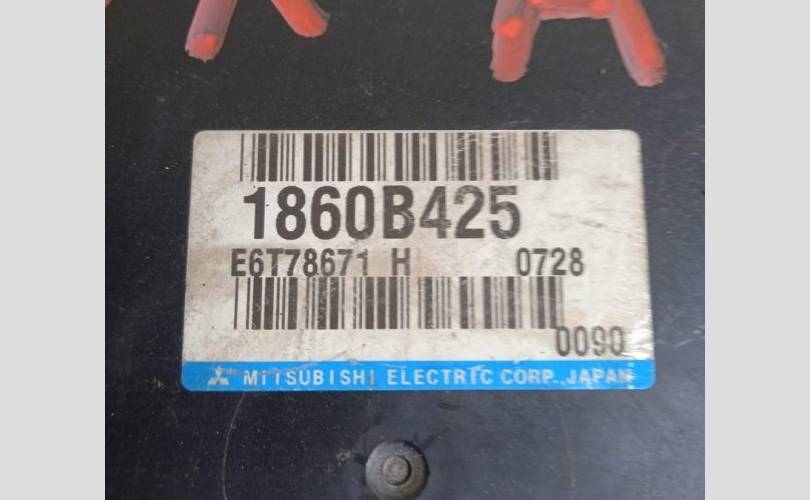 1860B425
E6T78671 H 0728
0090
MITSUBISHI ELECTRIC CORP., JAPAN